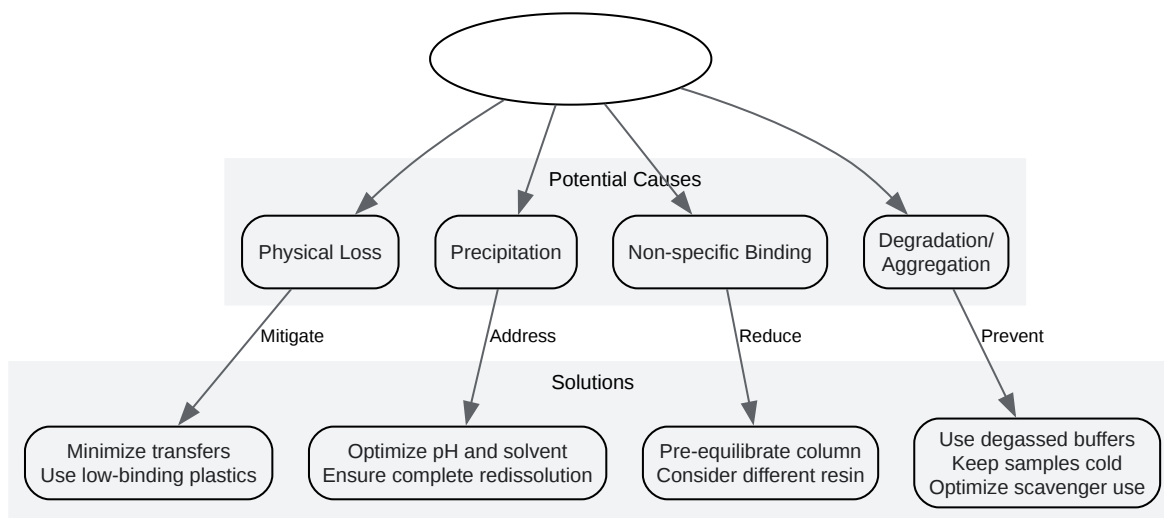 Potential Causes
Physical Loss
Precipitation
Non-specific Binding
Degradation/
Aggregation
Mitigate
Address
Reduce
Prevent
Solutions
Minimize transfers
Use low-binding plastics
Optimize pH and solvent
Ensure complete redissolution
Pre-equilibrate column
Consider different resin
Use degassed buffers
Keep samples cold
Optimize scavenger use